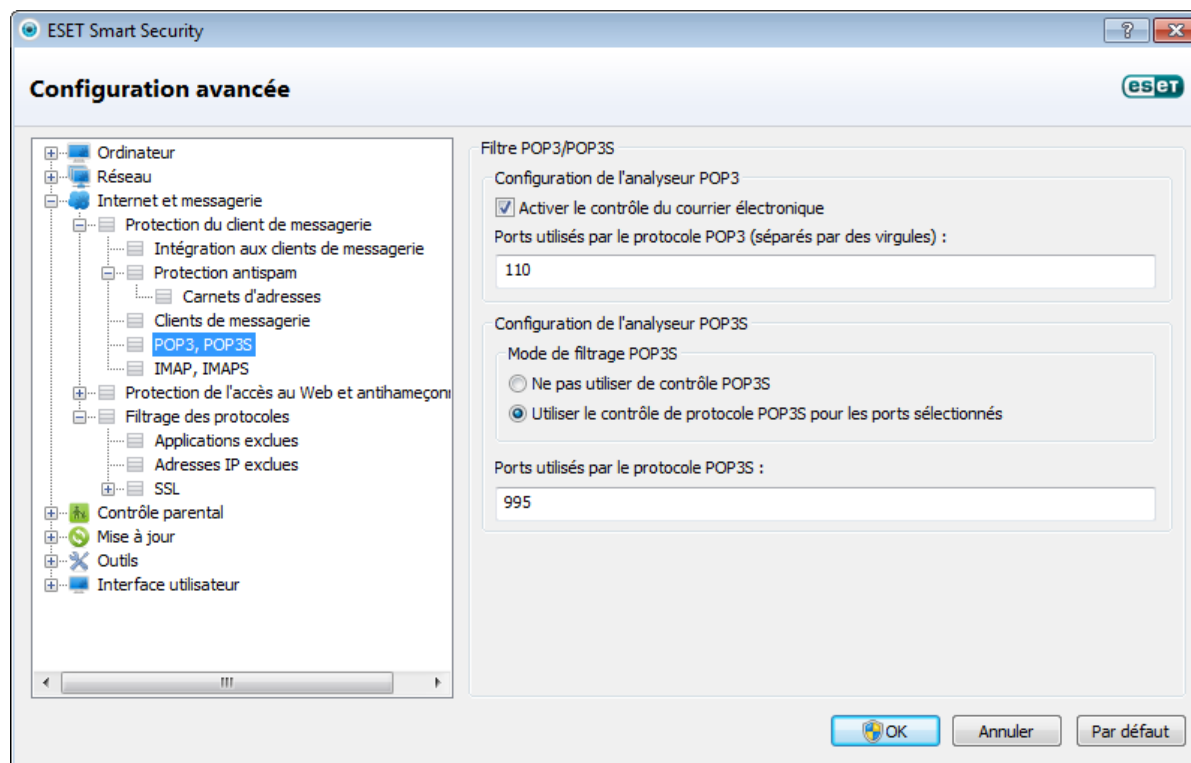 ESET Smart Security
Configuration avancée
eseT
Ordinateur
Réseau
Internet et messagerie
Protection du client de messagerie
Intégration aux clients de messagerie
Protection antispam
Carnets d'adresses
Clients de messagerie
POP3, POP3S
IMAP, IMAPS
Protection de l'accès au Web et antihameçon
Filtrage des protocoles
Applications exclues
Adresses IP exclues
SSL
Contrôle parental
Mise à jour
Outils
Interface utilisateur
Filtre POP3/POP3S
Configuration de l'analyseur POP3
Activer le contrôle du courrier électronique
Ports utilisés par le protocole POP3 (séparés par des virgules) :
110
Configuration de l'analyseur POP3S
Mode de filtrage POP3S
Ne pas utiliser de contrôle POP3S
Utiliser le contrôle de protocole POP3S pour les ports sélectionnés
Ports utilisés par le protocole POP3S :
995
OK
Annuler
Par défaut